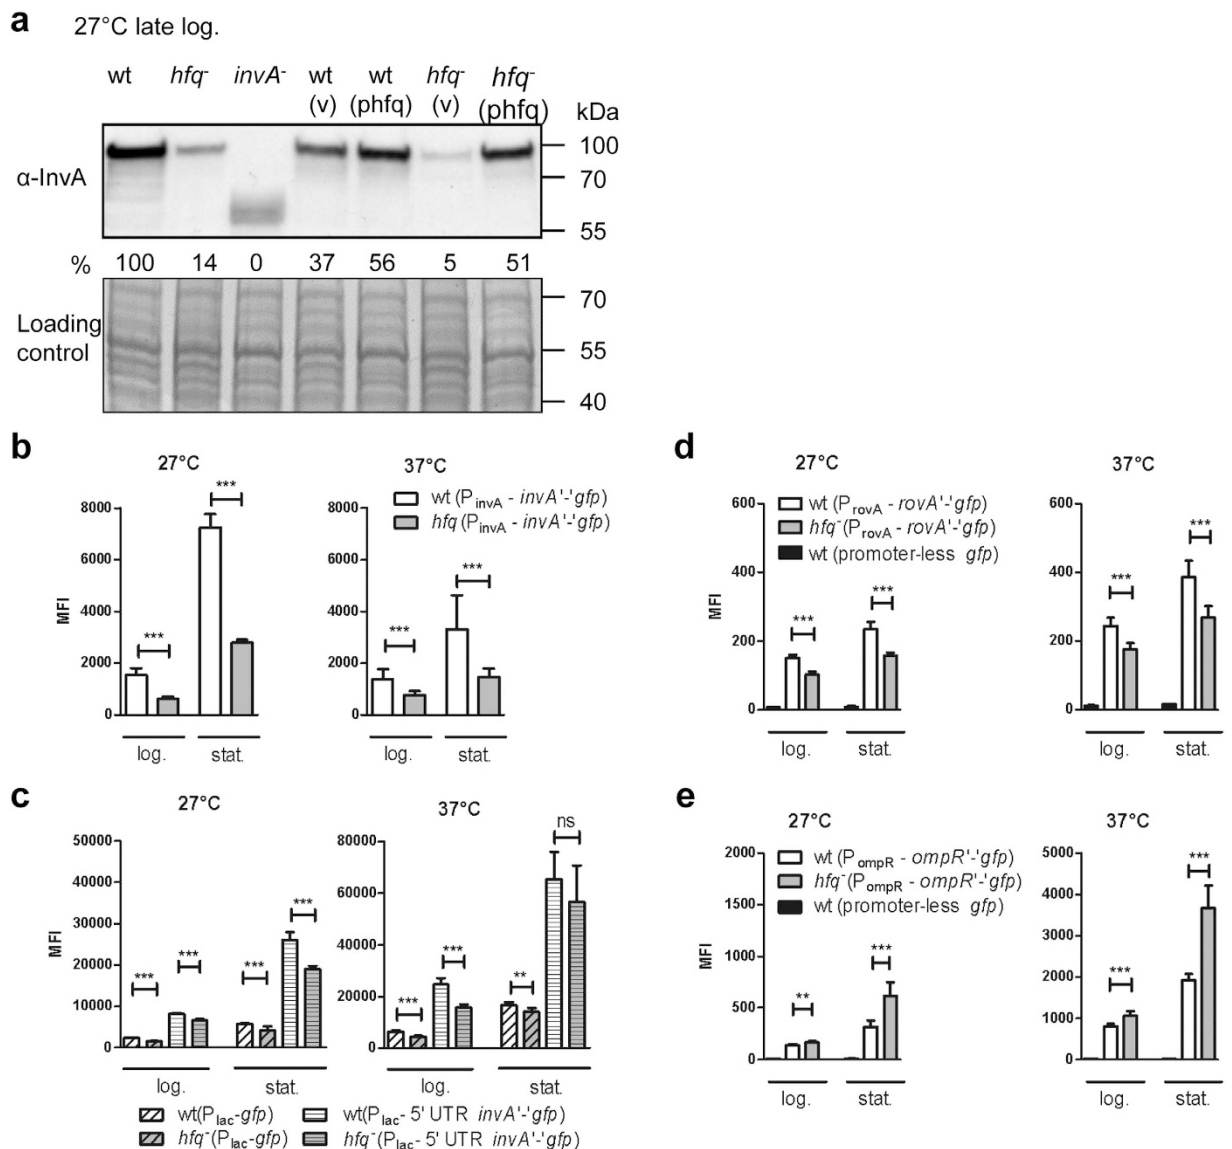 a 27°C late log.
wt hfq- invA- wt (v) wt (phfq) hfq- (v) hfq- (phfq) kDa
α-InvA
100
70
55
% 100 14 0 37 56 5 51
Loading control
70
55
40
b
27°C
37°C
8000
6000
4000
2000
0
MFI
*** ***
log. stat.
8000
6000
4000
2000
0
*** ***
log. stat.
wt (PinvA - invA'-'gfp)
hfq (PinvA - invA'-'gfp)
c
27°C
37°C
50000
40000
30000
20000
10000
0
MFI
*** *** *** ***
log. stat.
80000
60000
40000
20000
0
*** *** ** ns
log. stat.
wt(Plac-gfp) wt(Plac- 5' UTR invA'-'gfp)
hfq-(Plac-gfp) hfq-(Plac- 5' UTR invA'-'gfp)
d
27°C
37°C
600
400
200
0
MFI
*** ***
log. stat.
wt (ProvA - rovA'-'gfp)
hfq-(ProvA - rovA'-'gfp)
wt (promoter-less gfp)
600
400
200
0
*** ***
log. stat.
e
27°C
37°C
2000
1500
1000
500
0
MFI
** ***
log. stat.
wt (PompR - ompR'-'gfp)
hfq-(PompR - ompR'-'gfp)
wt (promoter-less gfp)
5000
4000
3000
2000
1000
0
*** ***
log. stat.